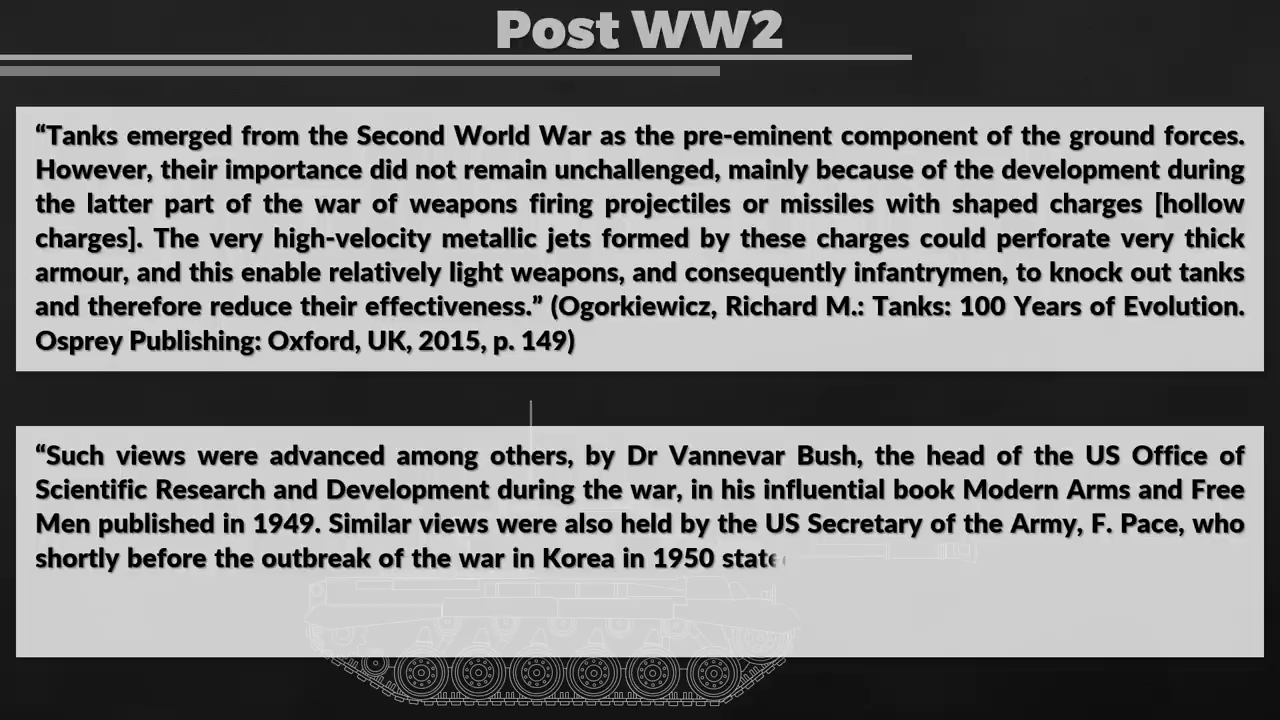 Post WW2
“Tanks emerged from the Second World War as the pre-eminent component of the ground forces.
However, their importance did not remain unchallenged, mainly because of the development during
the latter part of the war of weapons firing projectiles or missiles with shaped charges [hollow
charges]. The very high-velocity metallic jets formed by these charges could perforate very thick
armour, and this enable relatively light weapons, and consequently infantrymen, to knock out tanks
and therefore reduce their effectiveness.” (Ogorkiewicz, Richard M.: Tanks: 100 Years of Evolution.
Osprey Publishing: Oxford, UK, 2015, p. 149)
“Such views were advanced among others, by Dr Vannevar Bush, the head of the US Office of
Scientific Research and Development during the war, in his influential book Modern Arms and Free
Men published in 1949. Similar views were also held by the US Secretary of the Army, F. Pace, who
shortly before the outbreak of the war in Korea in 1950